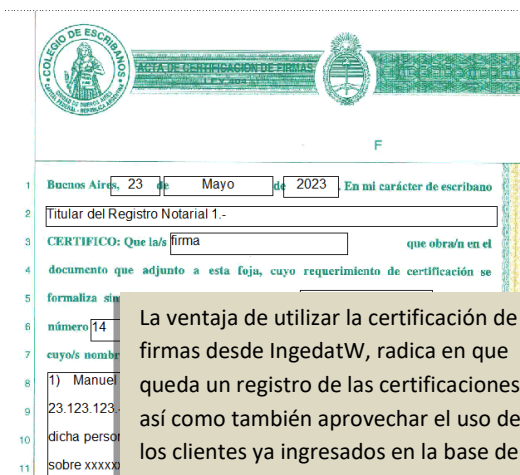 COLEGIO DE ESCRIBANOS
ACTA DE CERTIFICACION DE FIRMAS
F
1 Buenos Aires, 23 de Mayo de 2023 . En mi carácter de escribano
2 Titular del Registro Notarial 1.-
3 CERTIFICO: Que la/s firma que obra/n en el
4 documento que adjunto a esta foja, cuyo requerimiento de certificación se
5 formaliza
6 número 14
7 cuyo/s
8 1) Manuel
9 23.123.123.
10 dicha
11 sobre
La ventaja de utilizar la certificación de
firmas desde IngedatW, radica en que
queda un registro de las certificaciones
así como también aprovechar el uso de
los clientes ya ingresados en la base de